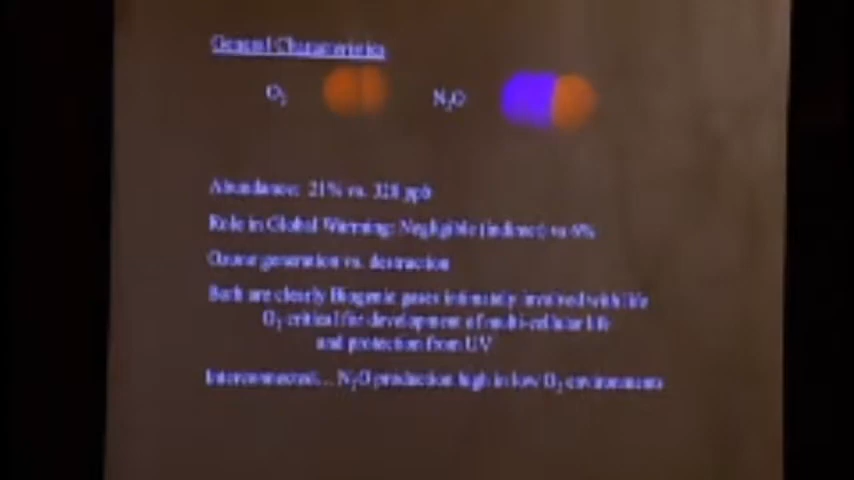 General Characteristics
O₂ N₂O
Abundance: 21% vs. 328 ppb
Role in Global Warming: Negligible (indirect) vs 6%
Ozone generation vs. destruction
Both are clearly Biogenic gases intimately involved with life
O₂ critical for development of multi-cellular life
and protection from UV
Interconnected... N₂O production high in low O₂ environments